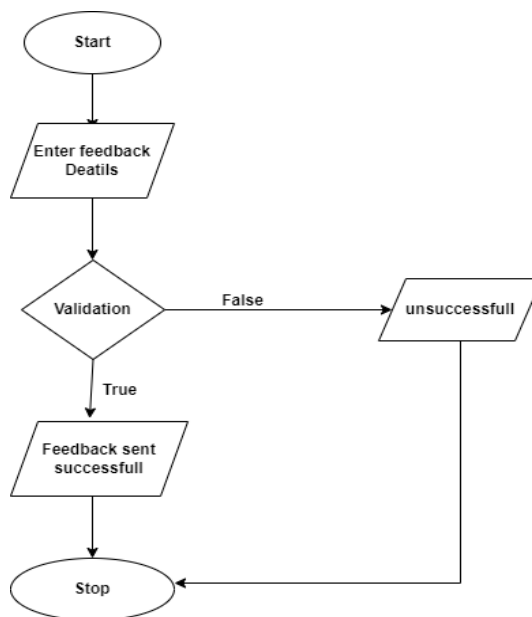 Start
Enter feedback
Deatils
Validation
False
unsuccessfull
True
Feedback sent
successfull
Stop